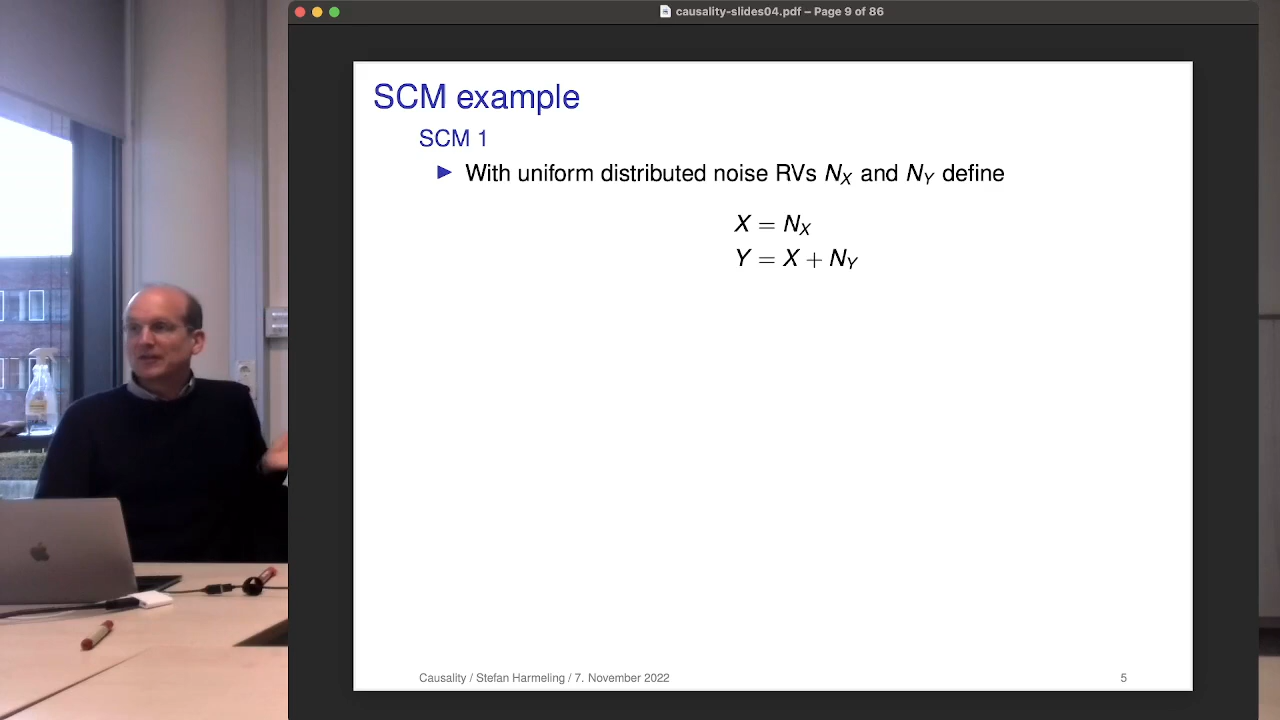 causality-slides04.pdf – Page 9 of 86
SCM example
SCM 1
▶ With uniform distributed noise RVs N_X and N_Y define
X = N_X
Y = X + N_Y
Causality / Stefan Harmeling / 7. November 2022
5